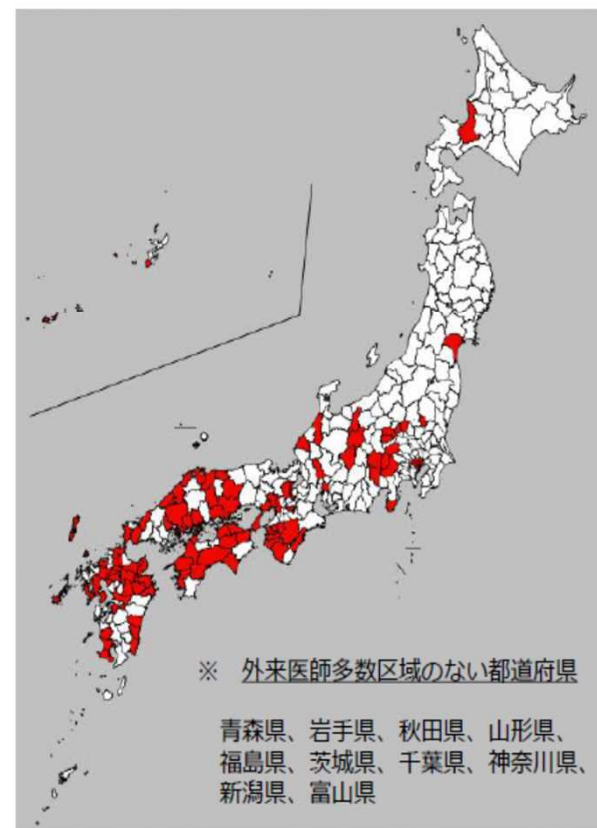 ※ 外来医師多数区域のない都道府県
青森県、岩手県、秋田県、山形県、
福島県、茨城県、千葉県、神奈川県、
新潟県、富山県